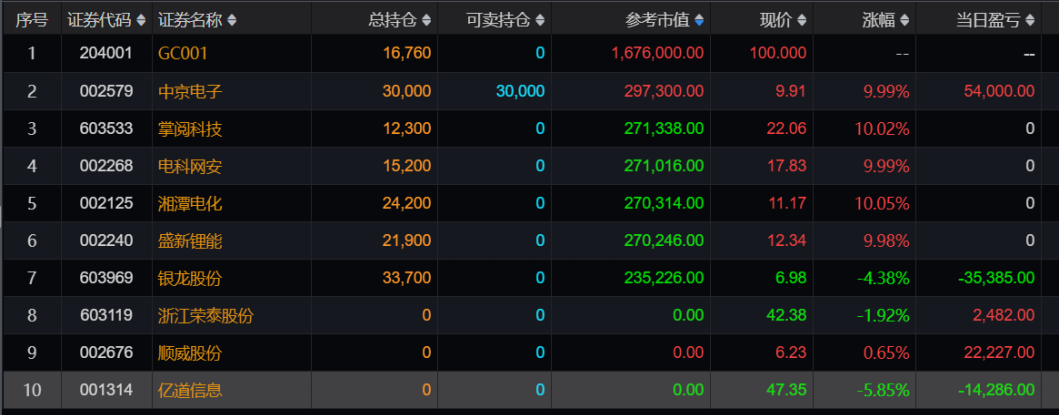 序号 证券代码 证券名称 总持仓 可卖持仓 参考市值 现价 涨幅 当日盈亏
1 204001 GC001 16,760 0 1,676,000.00 100.000 -- --
2 002579 中京电子 30,000 30,000 297,300.00 9.91 9.99% 54,000.00
3 603533 掌阅科技 12,300 0 271,338.00 22.06 10.02% 0
4 002268 电科网安 15,200 0 271,016.00 17.83 9.99% 0
5 002125 湘潭电化 24,200 0 270,314.00 11.17 10.05% 0
6 002240 盛新锂能 21,900 0 270,246.00 12.34 9.98% 0
7 603969 银龙股份 33,700 0 235,226.00 6.98 -4.38% -35,385.00
8 603119 浙江荣泰股份 0 0 0.00 42.38 -1.92% 2,482.00
9 002676 顺威股份 0 0 0.00 6.23 0.65% 22,227.00
10 001314 亿道信息 0 0 0.00 47.35 -5.85% -14,286.00